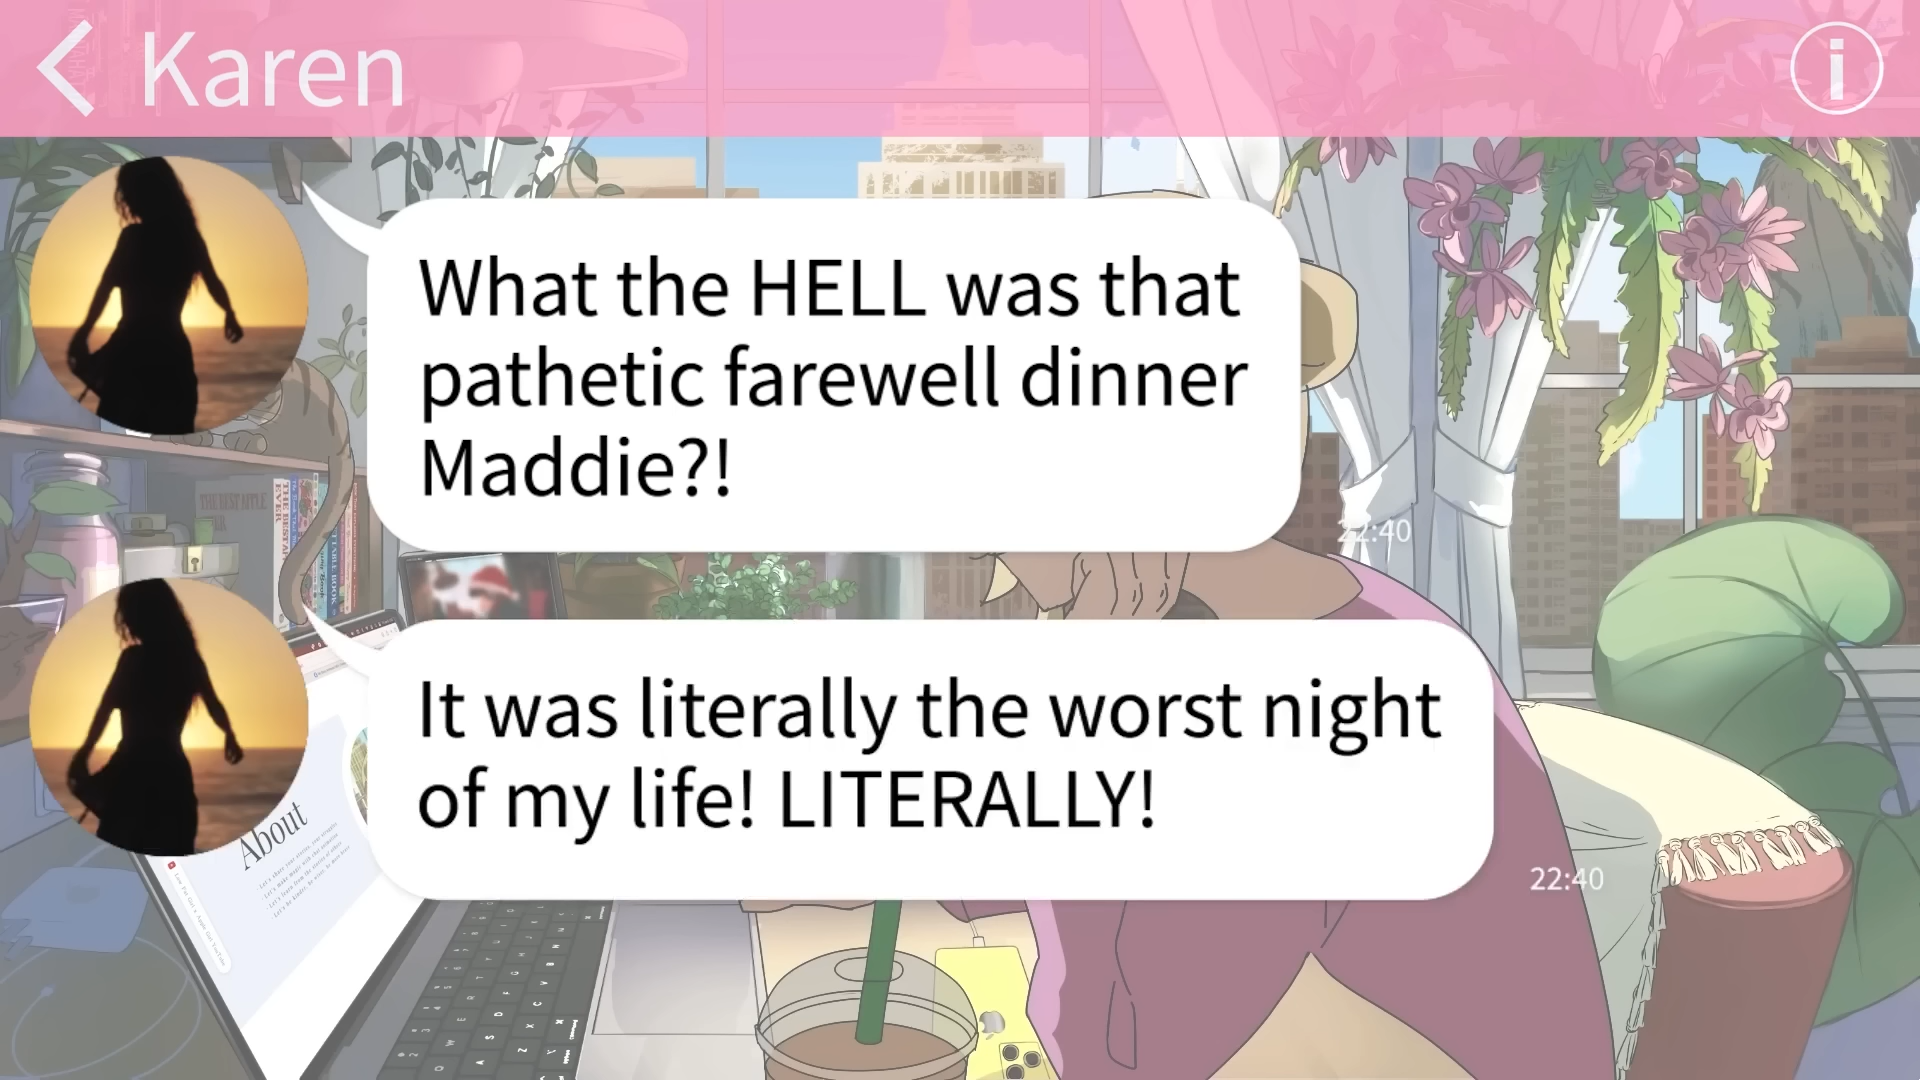 Karen
i
What the HELL was that
pathetic farewell dinner
Maddie?!
22:40
It was literally the worst night
of my life! LITERALLY!
22:40
About